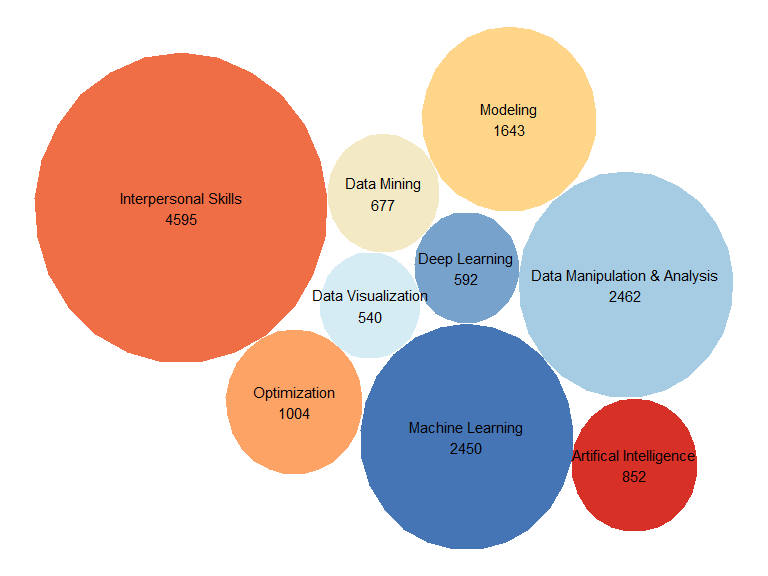 Modeling
1643
Interpersonal Skills
4595
Data Mining
677
Deep Learning
592
Data Manipulation & Analysis
2462
Data Visualization
540
Optimization
1004
Machine Learning
2450
Artifical Intelligence
852